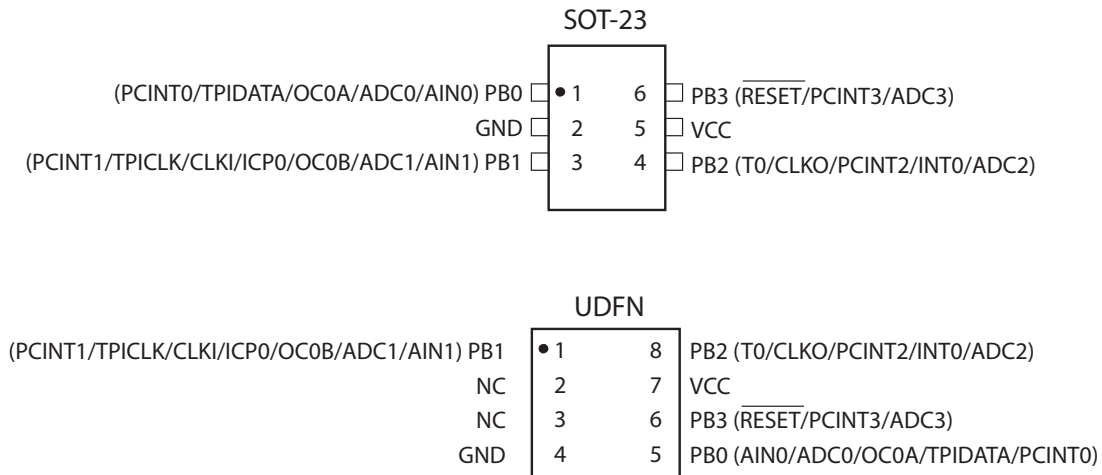 SOT-23
(PCINT0/TPIDATA/OC0A/ADC0/AIN0) PB0 1 6 PB3 (RESET/PCINT3/ADC3)
GND 2 5 VCC
(PCINT1/TPICLK/CLKI/ICP0/OC0B/ADC1/AIN1) PB1 3 4 PB2 (T0/CLKO/PCINT2/INT0/ADC2)
UDFN
(PCINT1/TPICLK/CLKI/ICP0/OC0B/ADC1/AIN1) PB1 1 8 PB2 (T0/CLKO/PCINT2/INT0/ADC2)
NC 2 7 VCC
NC 3 6 PB3 (RESET/PCINT3/ADC3)
GND 4 5 PB0 (AIN0/ADC0/OC0A/TPIDATA/PCINT0)